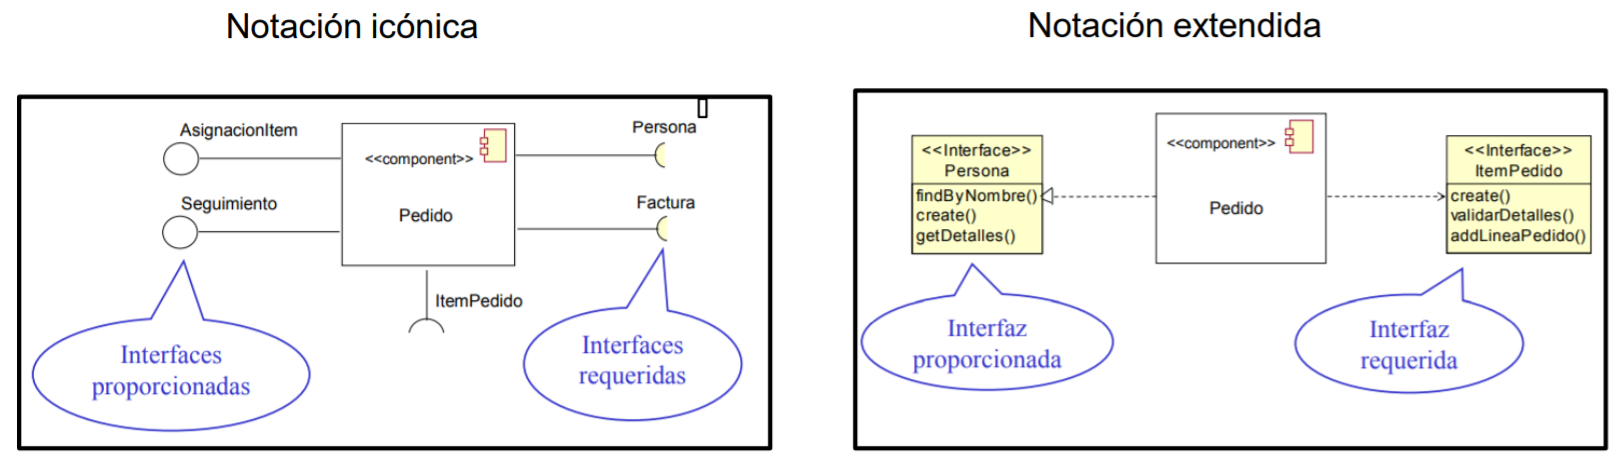 Notación icónica
AsignacionItem
Seguimiento
<<component>>
Pedido
Persona
Factura
ItemPedido
Interfaces
proporcionadas
Interfaces
requeridas
Notación extendida
<<Interface>>
Persona
findByNombre()
create()
getDetalles()
<<component>>
Pedido
<<Interface>>
ItemPedido
create()
validarDetalles()
addLineaPedido()
Interfaz
proporcionada
Interfaz
requerida